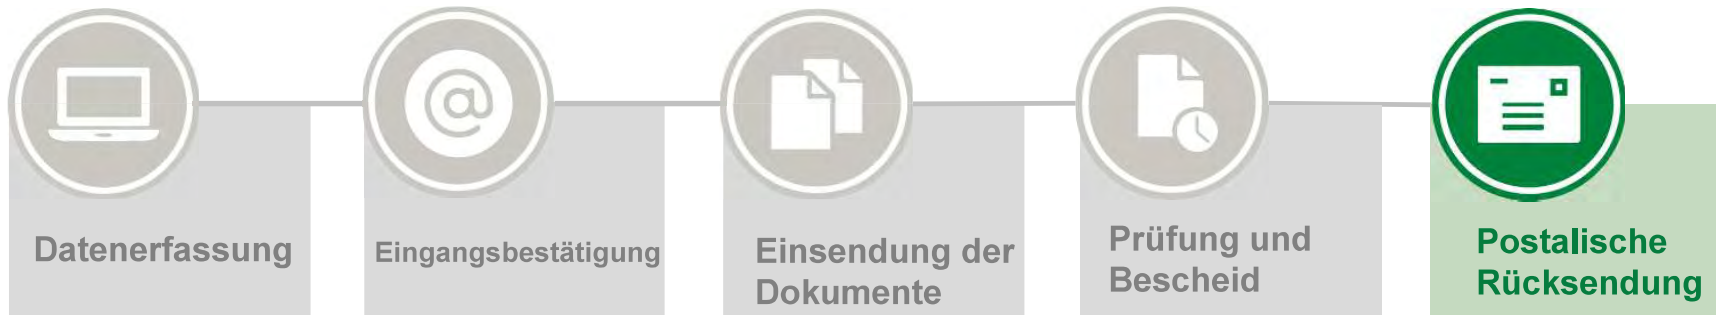 Datenerfassung
Eingangsbestätigung
Einsendung der
Dokumente
Prüfung und
Bescheid
Postalische
Rücksendung